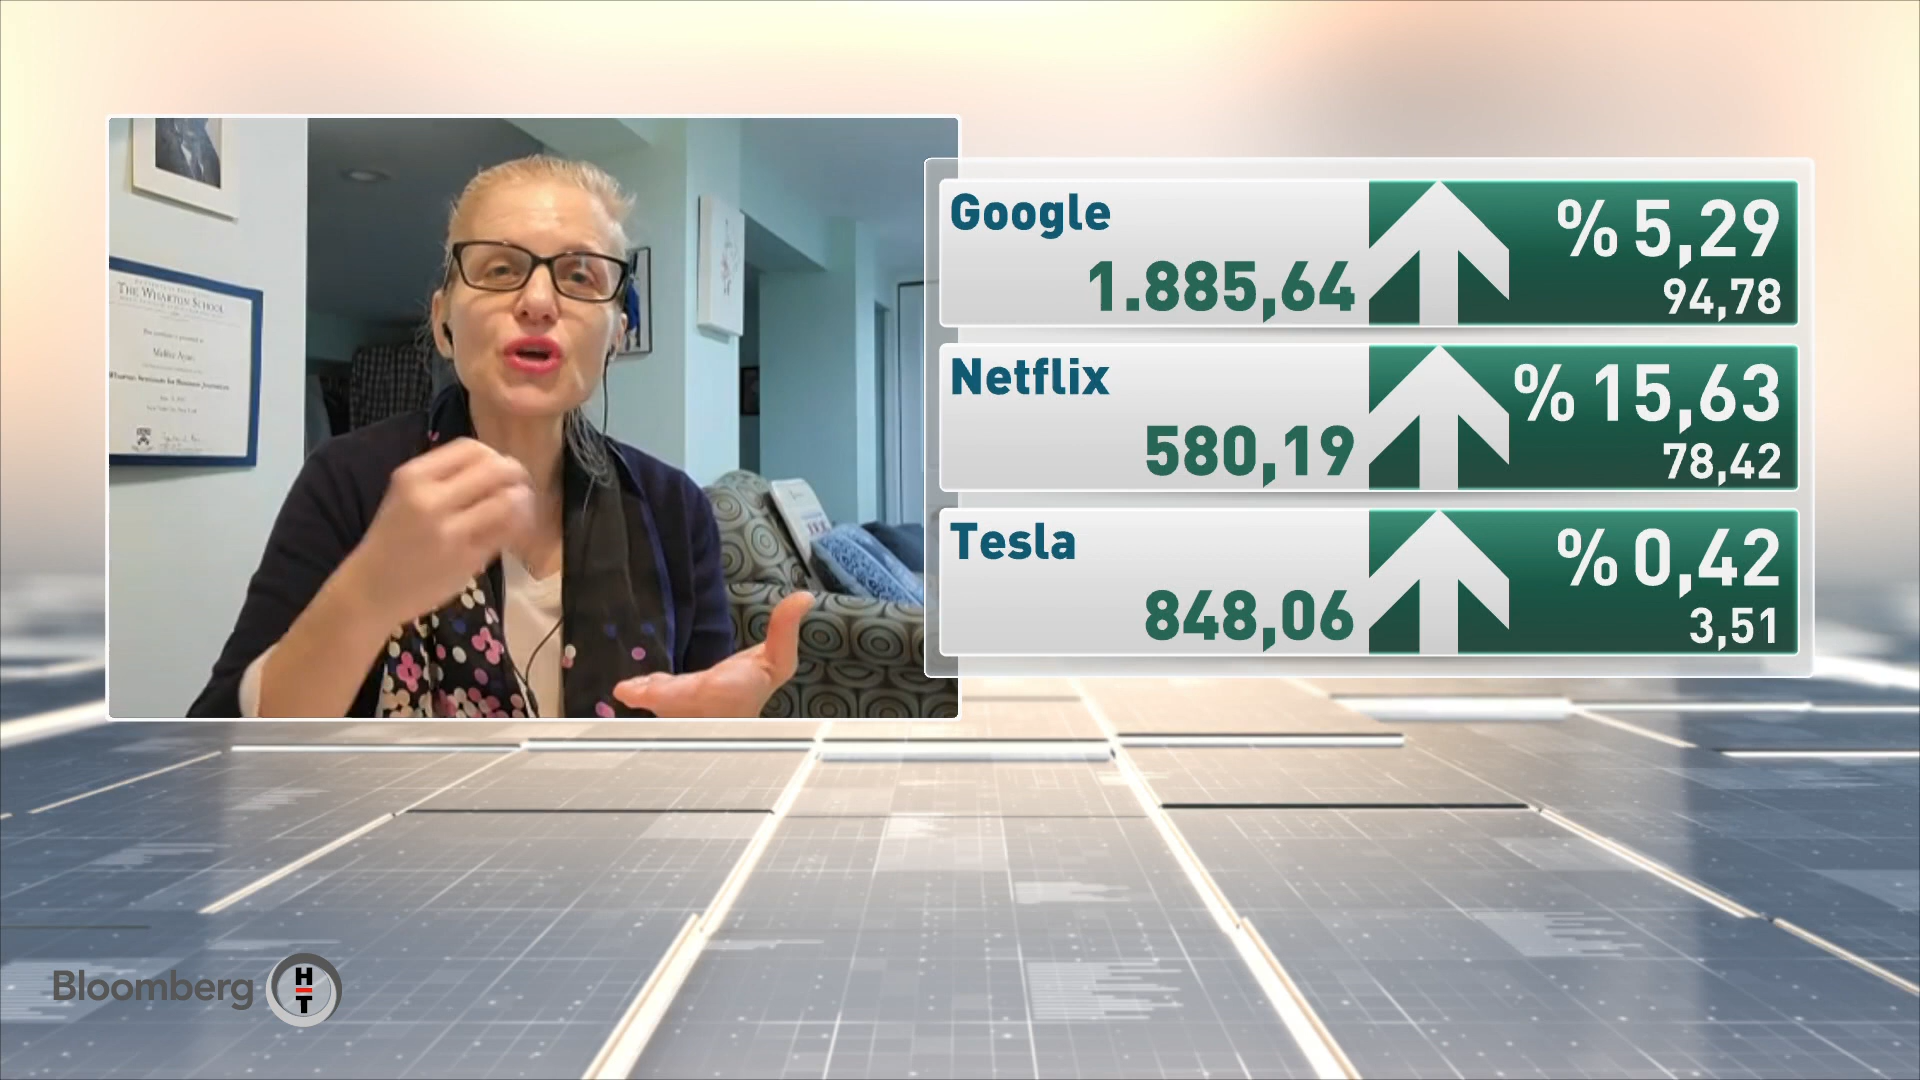 THE WHARTON SCHOOL
Google
1.885,64
% 5,29
94,78
Netflix
580,19
% 15,63
78,42
Tesla
848,06
% 0,42
3,51
Bloomberg HT